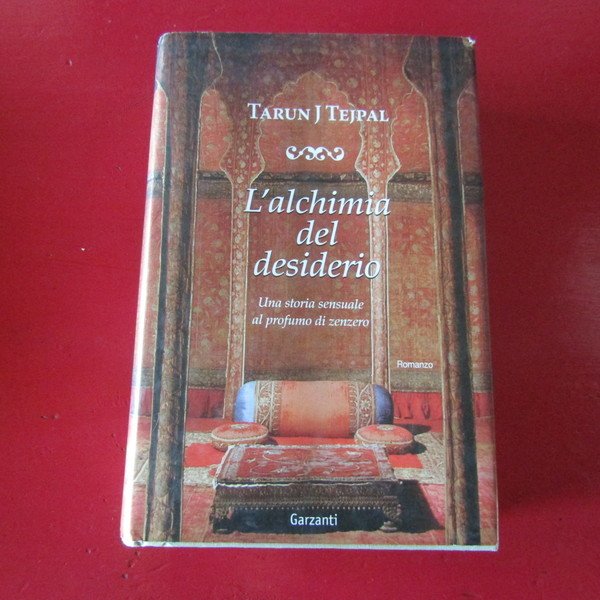 TARUN J TEJPAL
L'alchimia
del
desiderio
Una storia sensuale
al profumo di zenzero
Romanzo
Garzanti